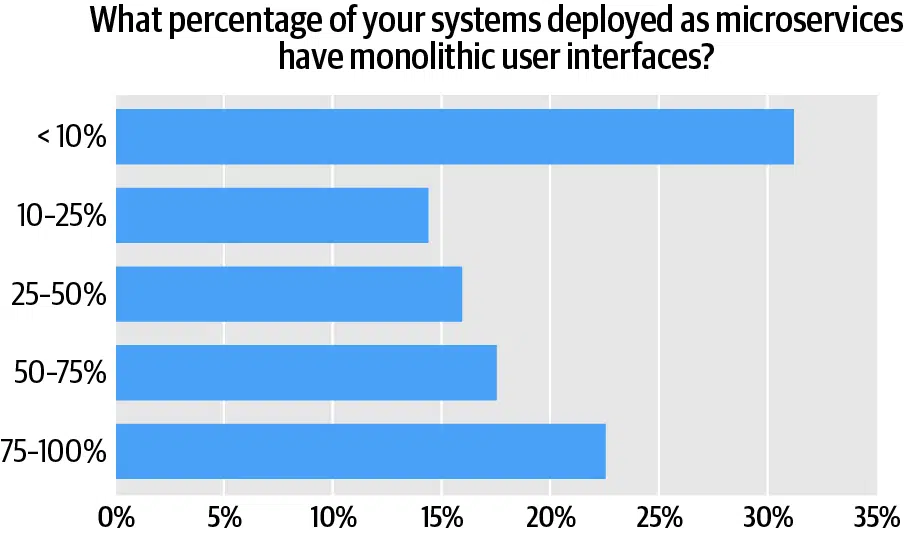 What percentage of your systems deployed as microservices
have monolithic user interfaces?
< 10%
10–25%
25–50%
50–75%
75–100%
0% 5% 10% 15% 20% 25% 30% 35%